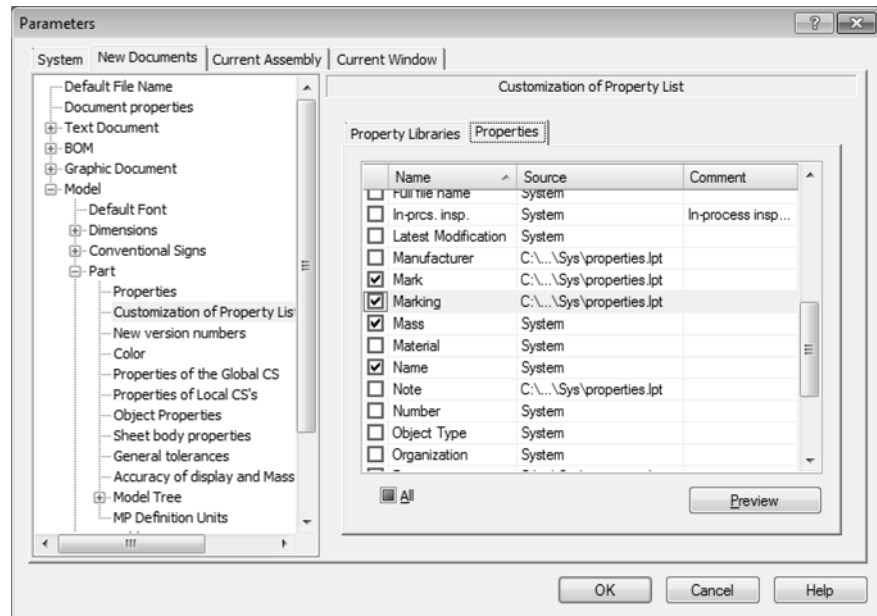 Parameters
System New Documents Current Assembly Current Window
Default File Name
Document properties
Text Document
BOM
Graphic Document
Model
Default Font
Dimensions
Conventional Signs
Part
Properties
Customization of Property Lis
New version numbers
Color
Properties of the Global CS
Properties of Local CS's
Object Properties
Sheet body properties
General tolerances
Accuracy of display and Mass
Model Tree
MP Definition Units
Customization of Property List
Property Libraries Properties
Name Source Comment
Full file name System
In-prcs. insp. System In-process insp...
Latest Modification System
Manufacturer C:\...\Sys\properties.lpt
Mark C:\...\Sys\properties.lpt
Marking C:\...\Sys\properties.lpt
Mass System
Material System
Name System
Note C:\...\Sys\properties.lpt
Number System
Object Type System
Organization System
All Preview
OK Cancel Help